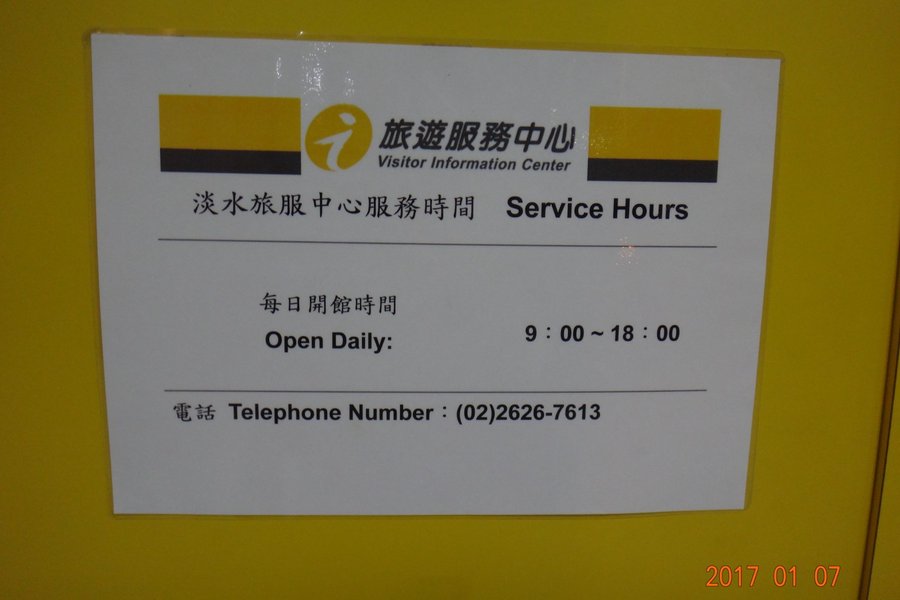 旅遊服務中心
Visitor Information Center
淡水旅服中心服務時間 Service Hours
每日開館時間
Open Daily: 9：00 ~ 18：00
電話 Telephone Number：(02)2626-7613
2017 01 07